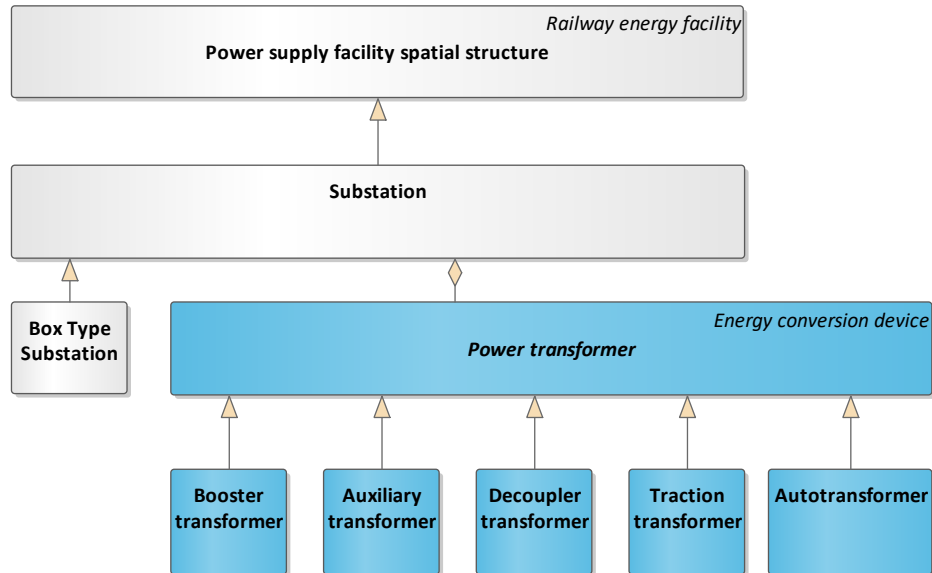 Railway energy facility
Power supply facility spatial structure
Substation
Box Type
Substation
Energy conversion device
Power transformer
Booster
transformer
Auxiliary
transformer
Decoupler
transformer
Traction
transformer
Autotransformer